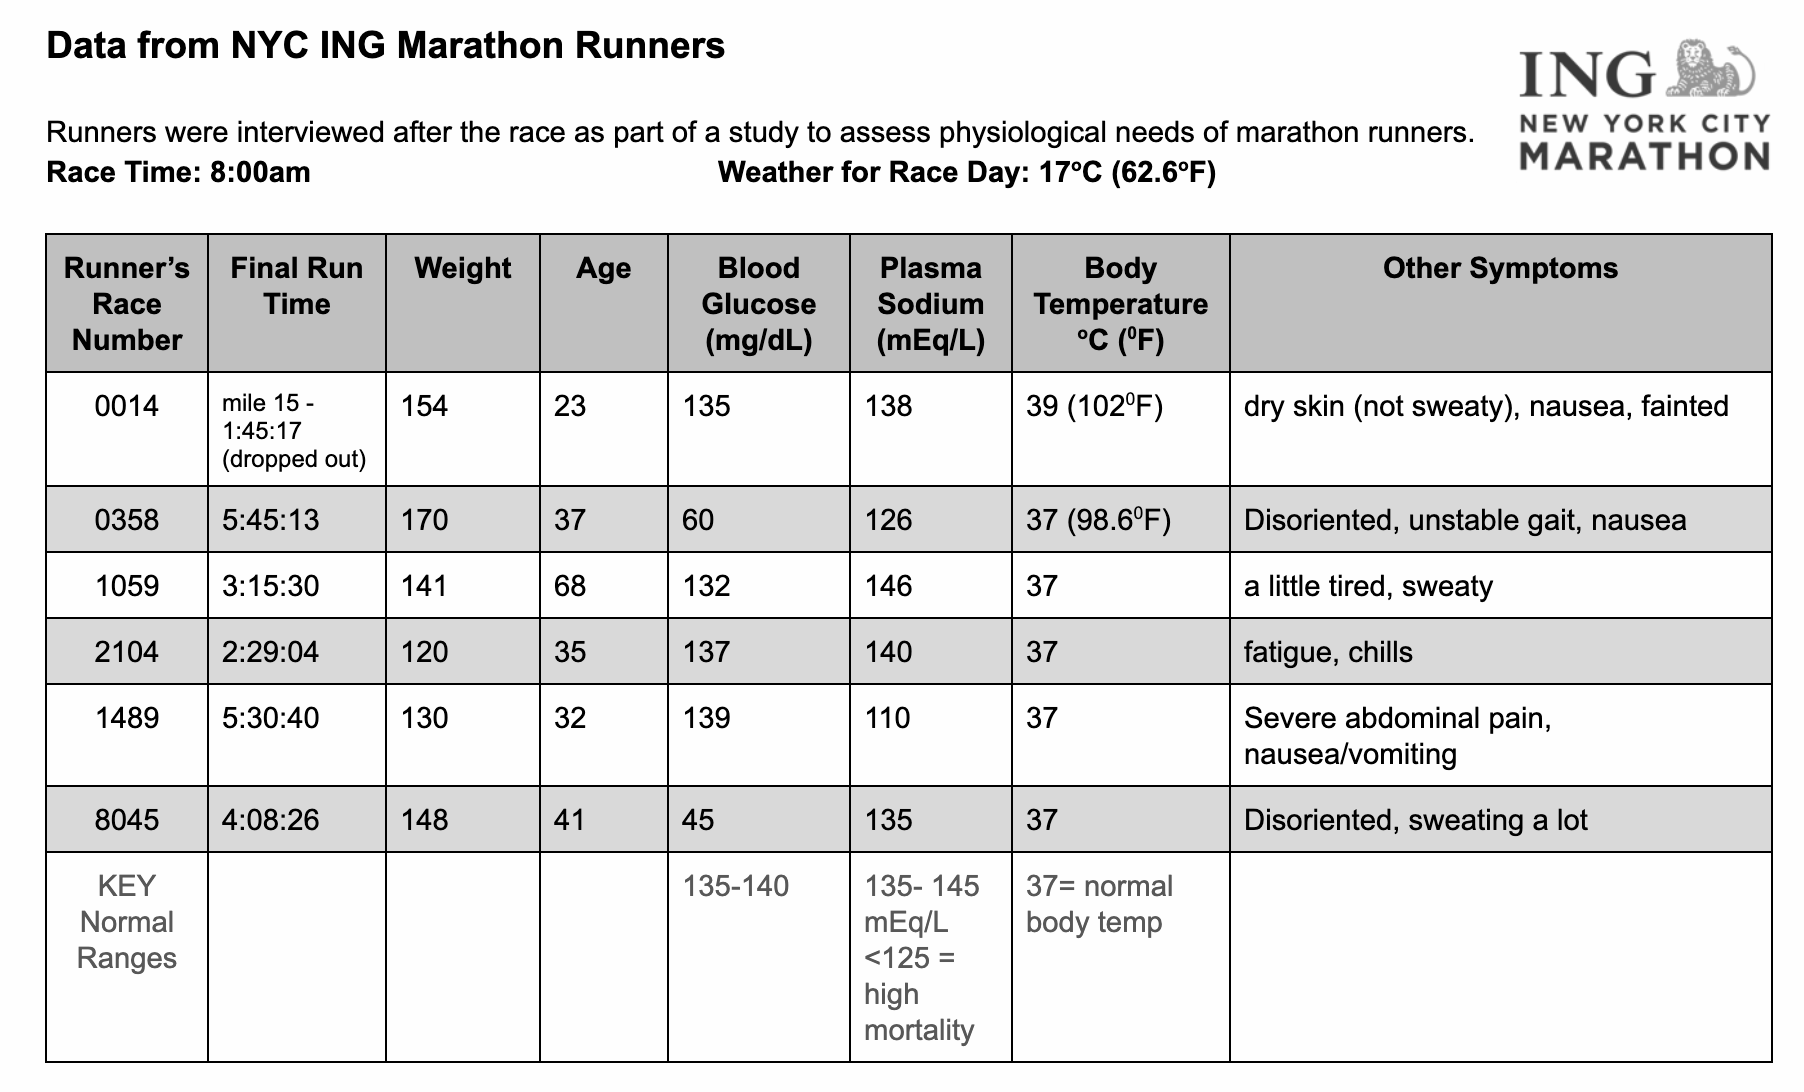 Data from NYC ING Marathon Runners
ING
NEW YORK CITY
MARATHON
Runners were interviewed after the race as part of a study to assess physiological needs of marathon runners.
Race Time: 8:00am Weather for Race Day: 17ºC (62.6ºF)
Runner’s Race Number Final Run Time Weight Age Blood Glucose (mg/dL) Plasma Sodium (mEq/L) Body Temperature ºC (⁰F) Other Symptoms
0014 mile 15 - 1:45:17 (dropped out) 154 23 135 138 39 (102⁰F) dry skin (not sweaty), nausea, fainted
0358 5:45:13 170 37 60 126 37 (98.6⁰F) Disoriented, unstable gait, nausea
1059 3:15:30 141 68 132 146 37 a little tired, sweaty
2104 2:29:04 120 35 137 140 37 fatigue, chills
1489 5:30:40 130 32 139 110 37 Severe abdominal pain, nausea/vomiting
8045 4:08:26 148 41 45 135 37 Disoriented, sweating a lot
KEY Normal Ranges 135-140 135- 145 mEq/L <125 = high mortality 37= normal body temp